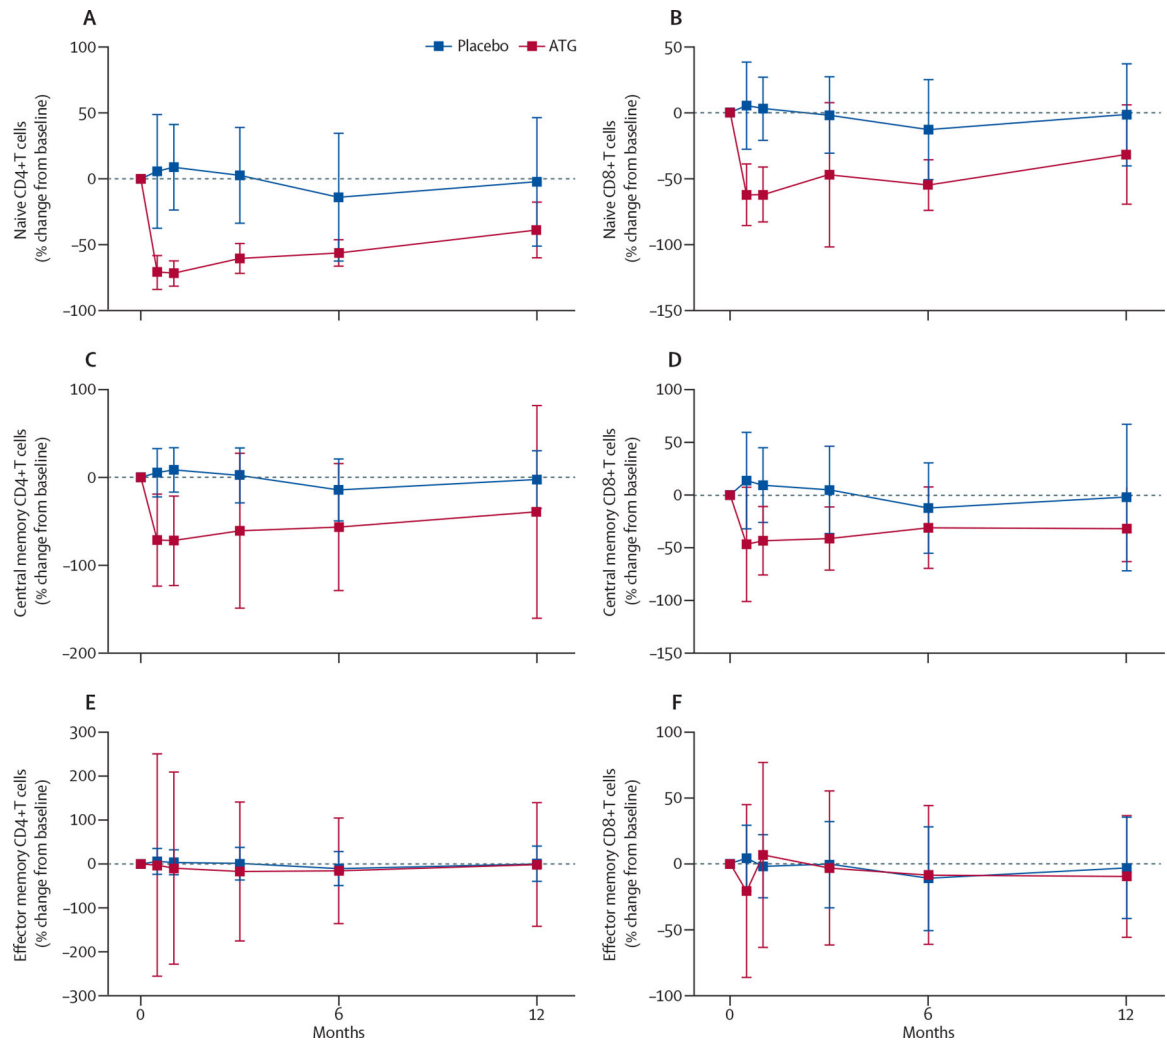 A
Placebo ATG
Naive CD4+T cells
(% change from baseline)
100
50
0
–50
–100
B
Naive CD8+T cells
(% change from baseline)
50
0
–50
–100
–150
C
Central memory CD4+T cells
(% change from baseline)
100
0
–100
–200
D
Central memory CD8+T cells
(% change from baseline)
100
50
0
–50
–100
–150
E
Effector memory CD4+T cells
(% change from baseline)
300
200
100
0
–100
–200
–300
0 6 12
Months
F
Effector memory CD8+T cells
(% change from baseline)
100
50
0
–50
–100
0 6 12
Months